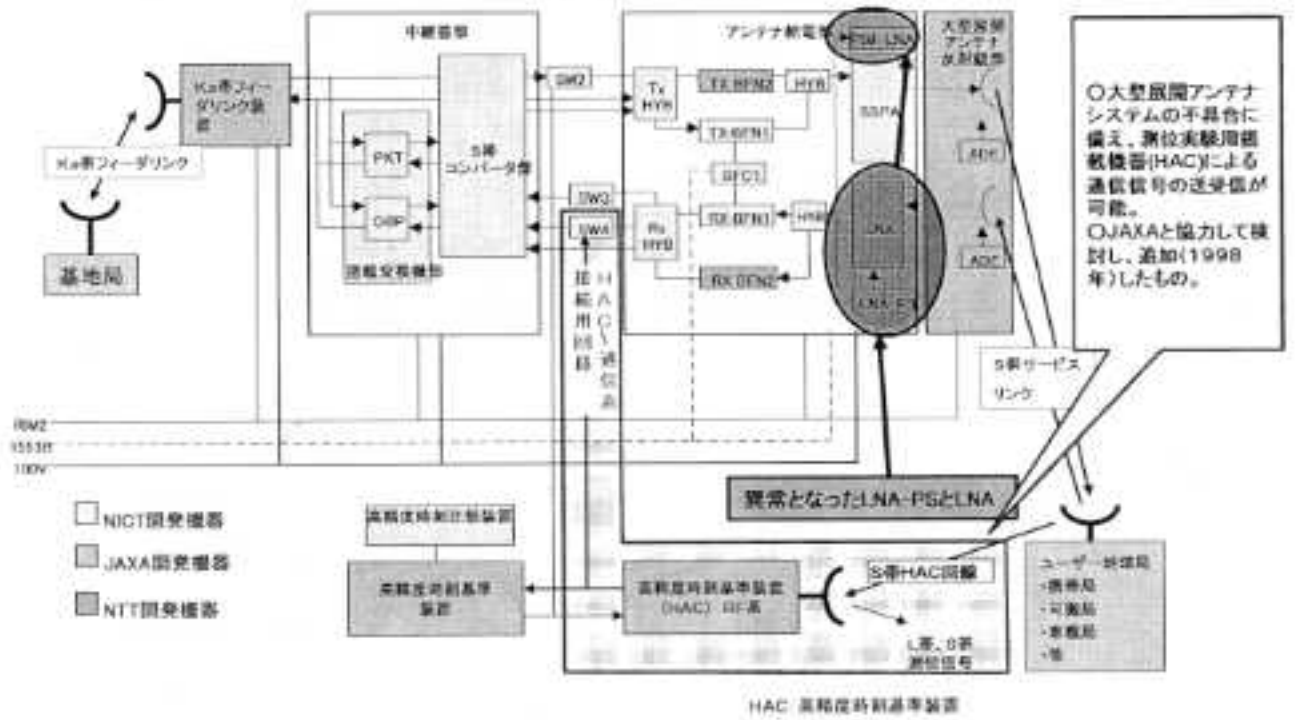 中継器部
アンテナ給電部
大型展開
アンテナ
反射鏡部
Ka帯フィー
ダリンク装
置
Ka帯フィーダリンク
基地局
PKT
OBP
搭載交換機部
S帯
コンバータ部
SW2
SW3
SW4
Tx
HYB
Rx
HYB
TX-BFN2
TX-BFN1
HYB
SSPA
BFC1
RX-BFN1
RX-BFN2
HYB
LNA
LNA-PS
接続用回路
HAC～通信系
○大型展開アンテナ
システムの不具合に
備え、測位実験用搭
載機器(HAC)による
通信信号の送受信が
可能。
○JAXAと協力して検
討し、追加(1998
年)したもの。
S帯サービス
リンク
100V
異常となったLNA-PSとLNA
NICT開発機器
JAXA開発機器
NTT開発機器
高精度時刻比較装置
高精度時刻基準
装置
高精度時刻基準装置
(HAC) RF系
S帯HAC回線
L帯、S帯
測位信号
ユーザー地球局
・携帯局
・可搬局
・車載局
・他
HAC 高精度時刻基準装置